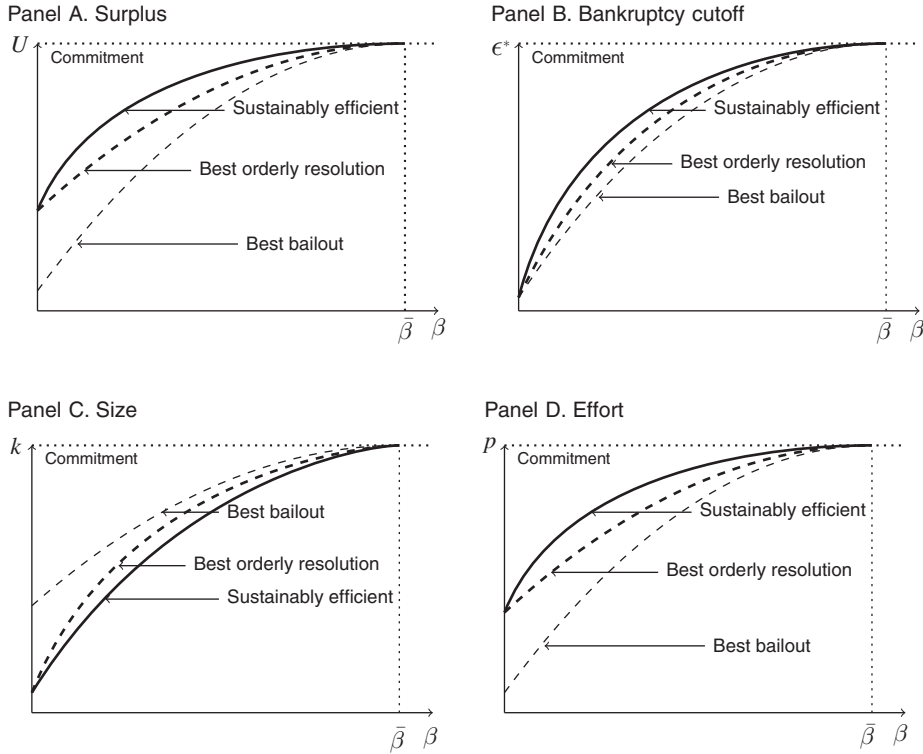 Panel A. Surplus
U
Commitment
Sustainably efficient
Best orderly resolution
Best bailout
β̄ β
Panel B. Bankruptcy cutoff
ϵ*
Commitment
Sustainably efficient
Best orderly resolution
Best bailout
β̄ β
Panel C. Size
k
Commitment
Best bailout
Best orderly resolution
Sustainably efficient
β̄ β
Panel D. Effort
p
Commitment
Sustainably efficient
Best orderly resolution
Best bailout
β̄ β